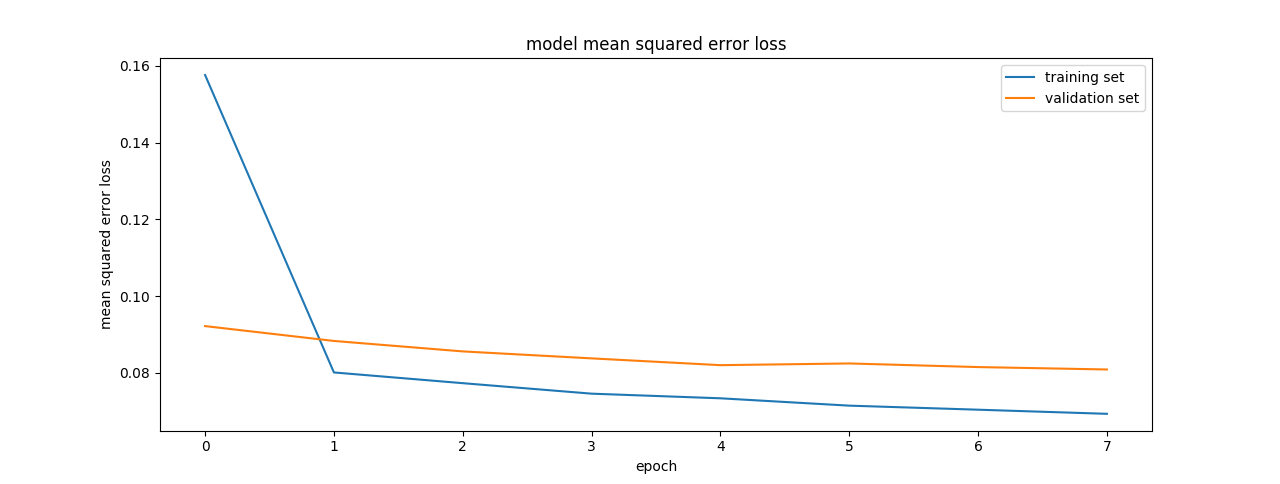 model mean squared error loss
training set
validation set
mean squared error loss
0.16
0.14
0.12
0.10
0.08
0 1 2 3 4 5 6 7
epoch